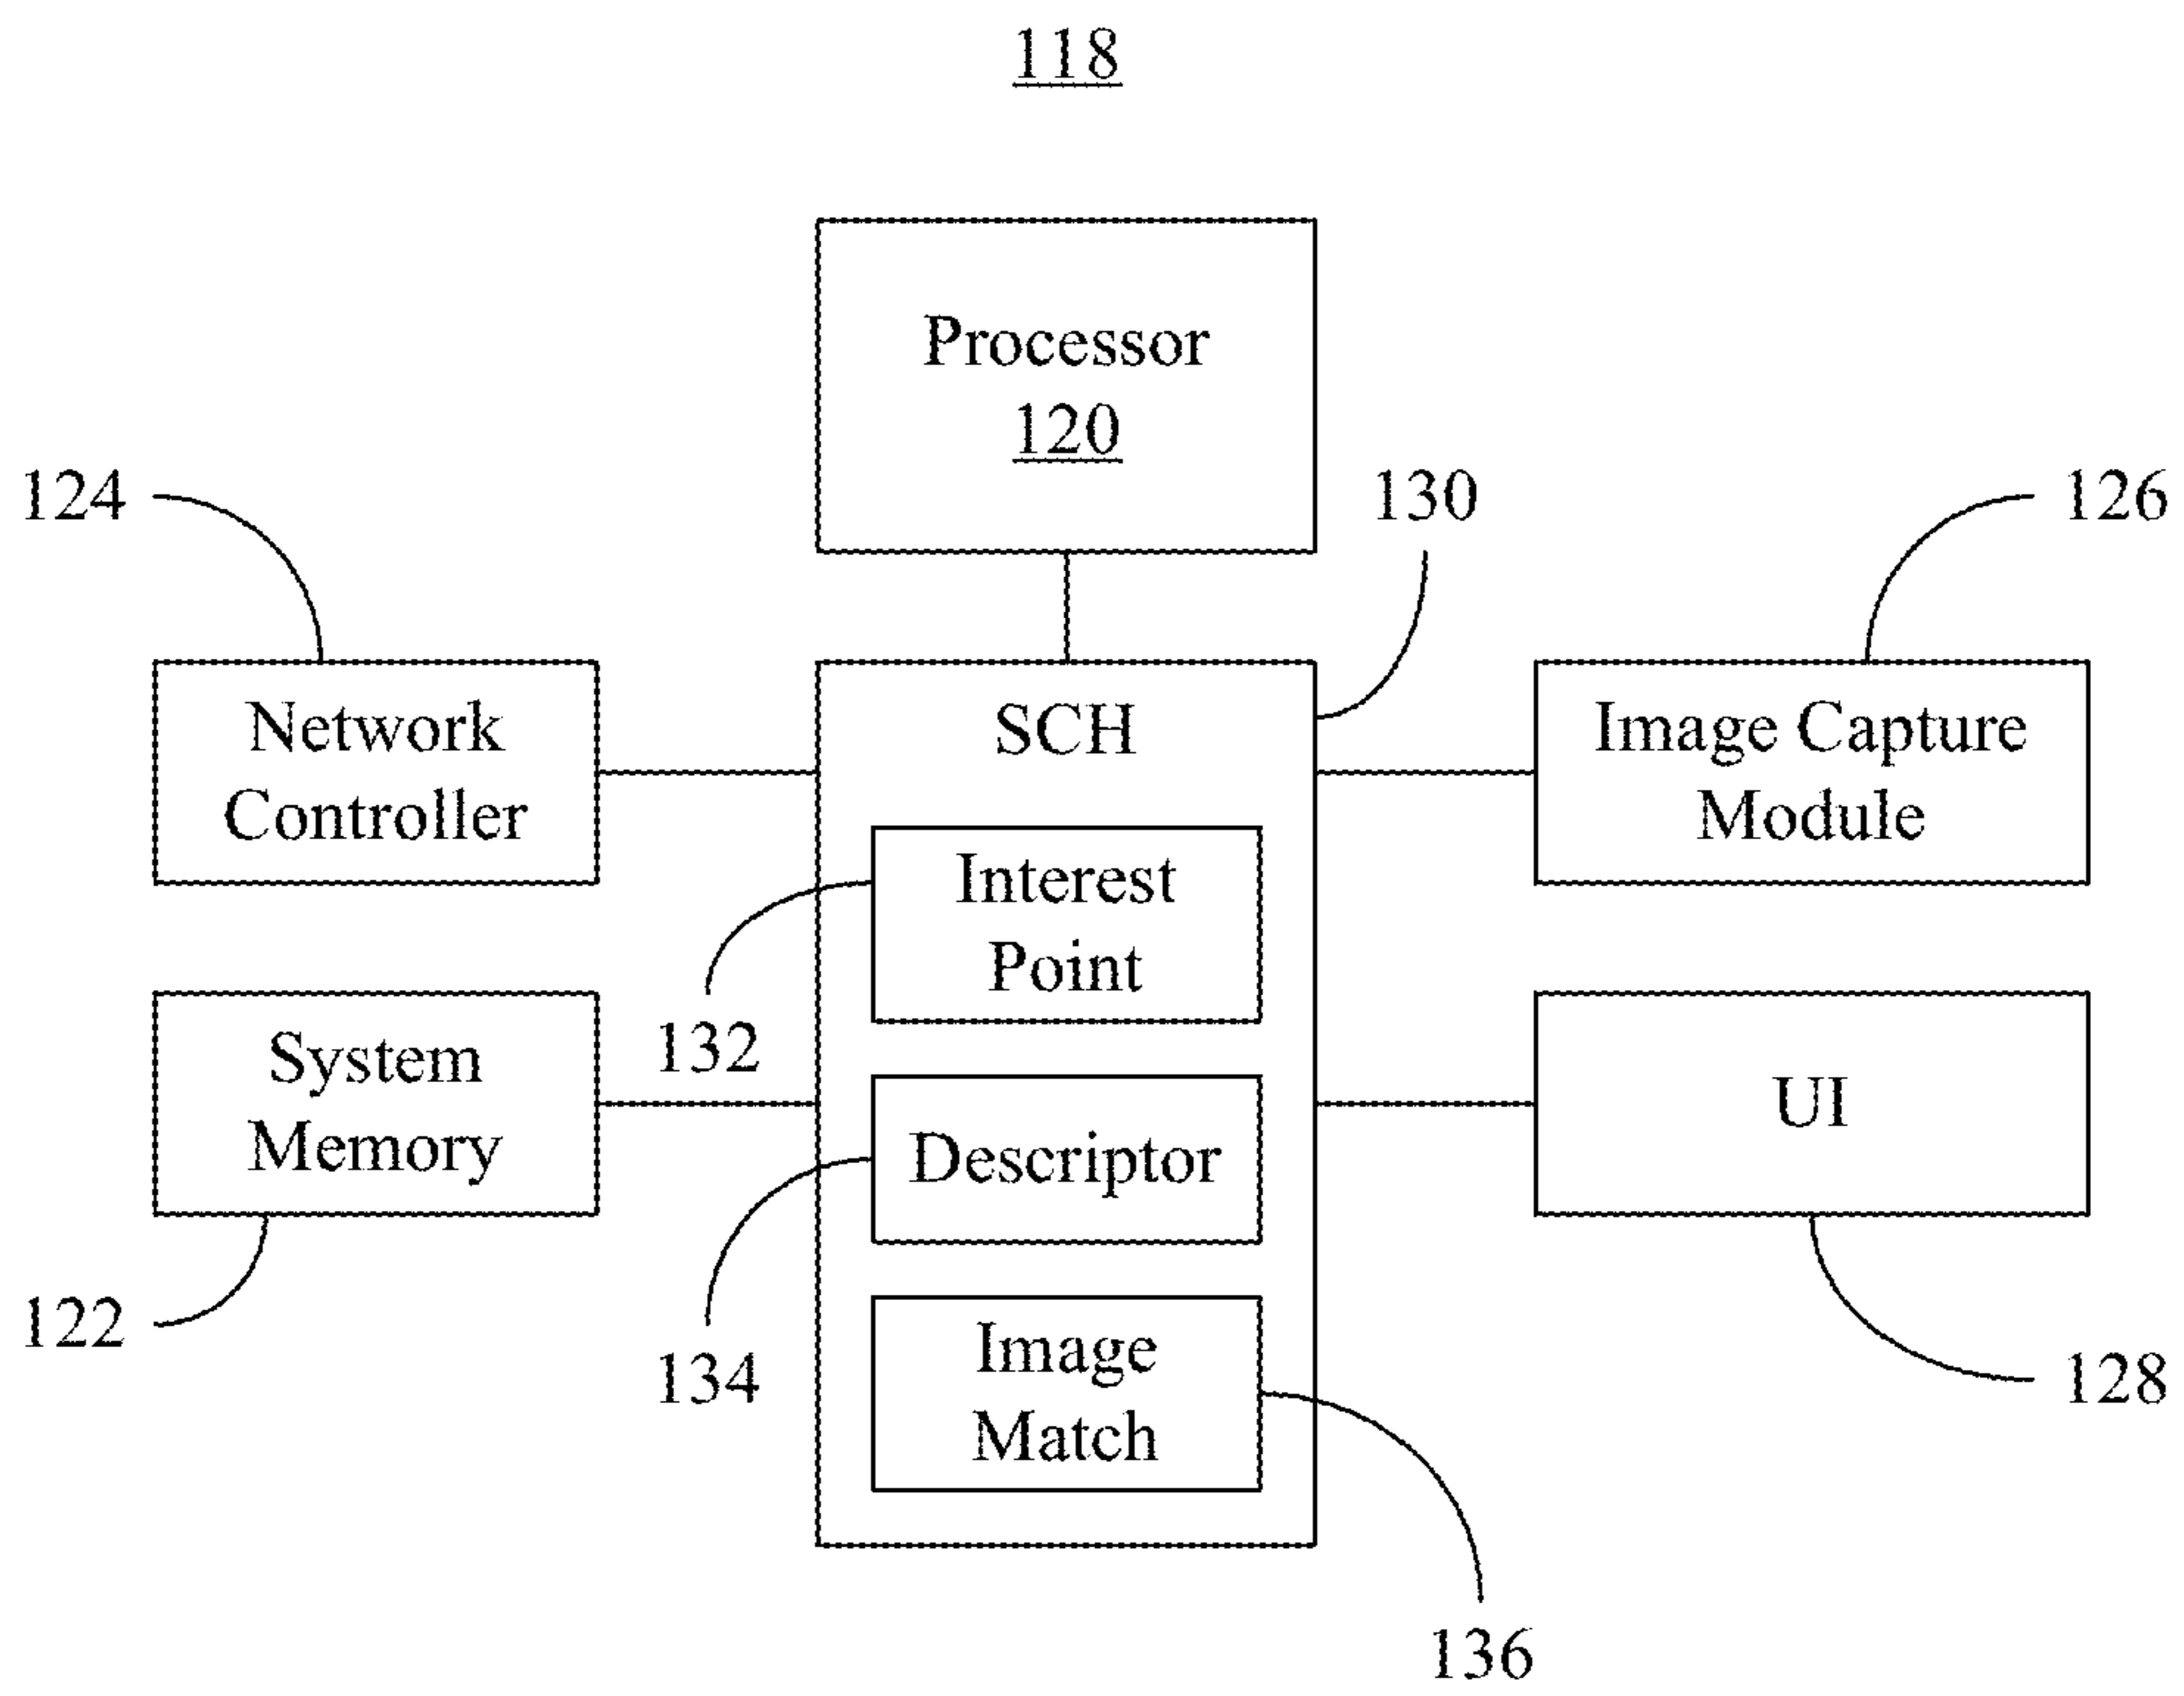 118
Processor
120
124
130
126
Network
Controller
SCH
Image Capture
Module
Interest
Point
132
System
Memory
UI
Descriptor
122
134
128
Image
Match
136